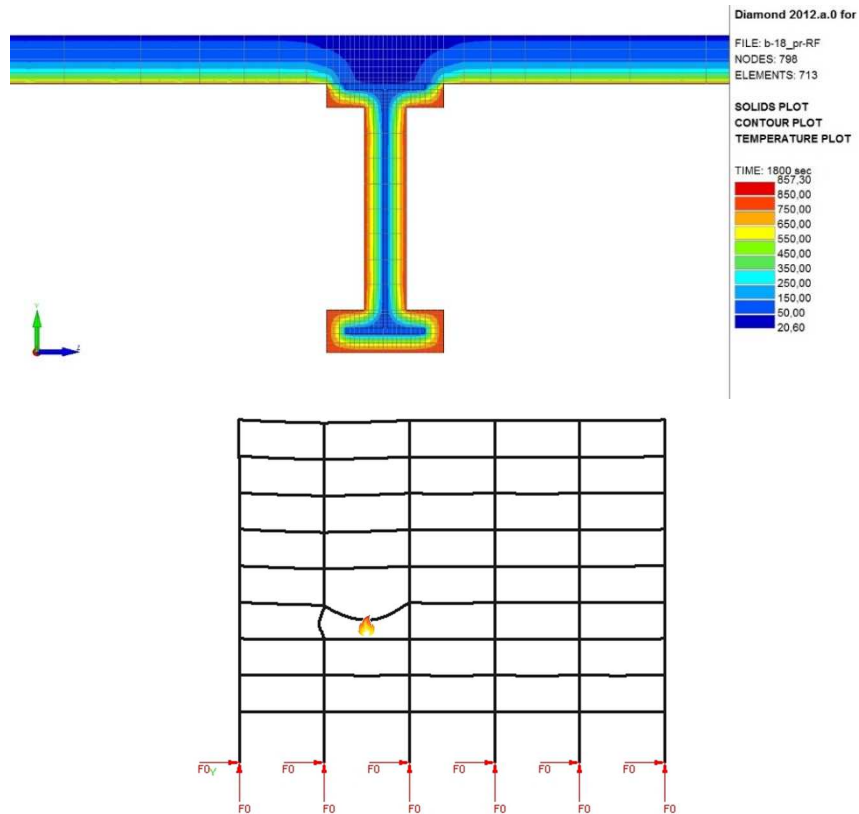 Diamond 2012.a.0 for
FILE: b-18_pr-RF
NODES: 798
ELEMENTS: 713
SOLIDS PLOT
CONTOUR PLOT
TEMPERATURE PLOT
TIME: 1800 sec
857,30
850,00
750,00
650,00
550,00
450,00
350,00
250,00
150,00
50,00
20,60
Y
Z
F0 F0 F0 F0 F0 F0
Y
F0 F0 F0 F0 F0 F0